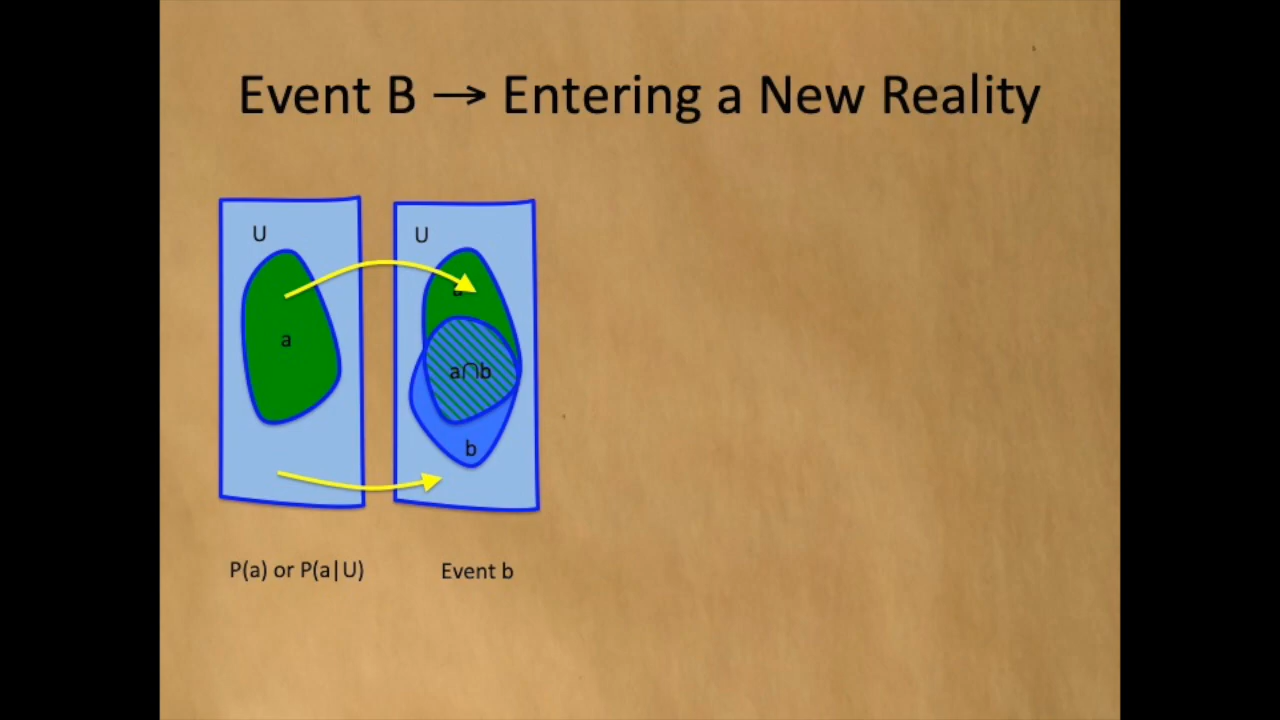 Event B → Entering a New Reality
U
U
a
a
a∩b
b
P(a) or P(a|U)
Event b